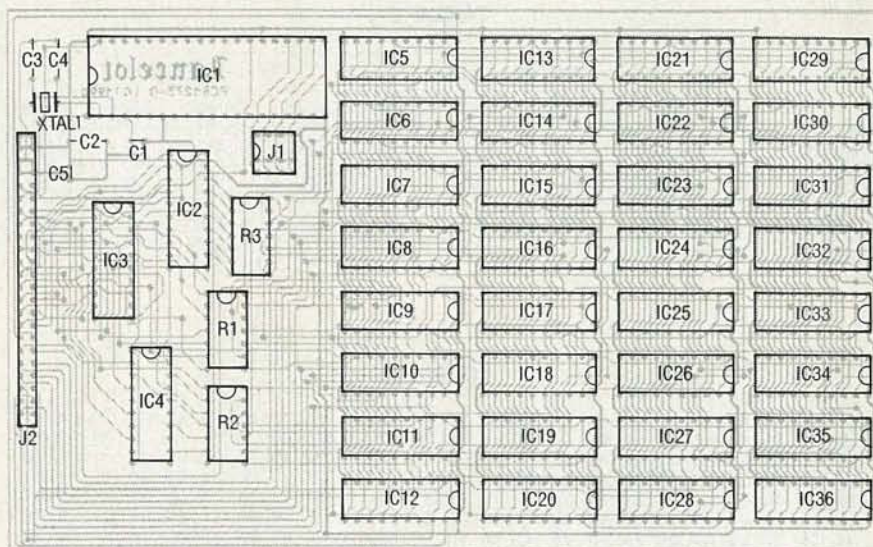 C3 C4 IC1 IC5 IC13 IC21 IC29
XTAL1 IC6 IC14 IC22 IC30
C2 C1 J1
C5 IC2 IC7 IC15 IC23 IC31
IC3 R3 IC8 IC16 IC24 IC32
R1 IC9 IC17 IC25 IC33
IC4 R2 IC10 IC18 IC26 IC34
J2 IC11 IC19 IC27 IC35
IC12 IC20 IC28 IC36